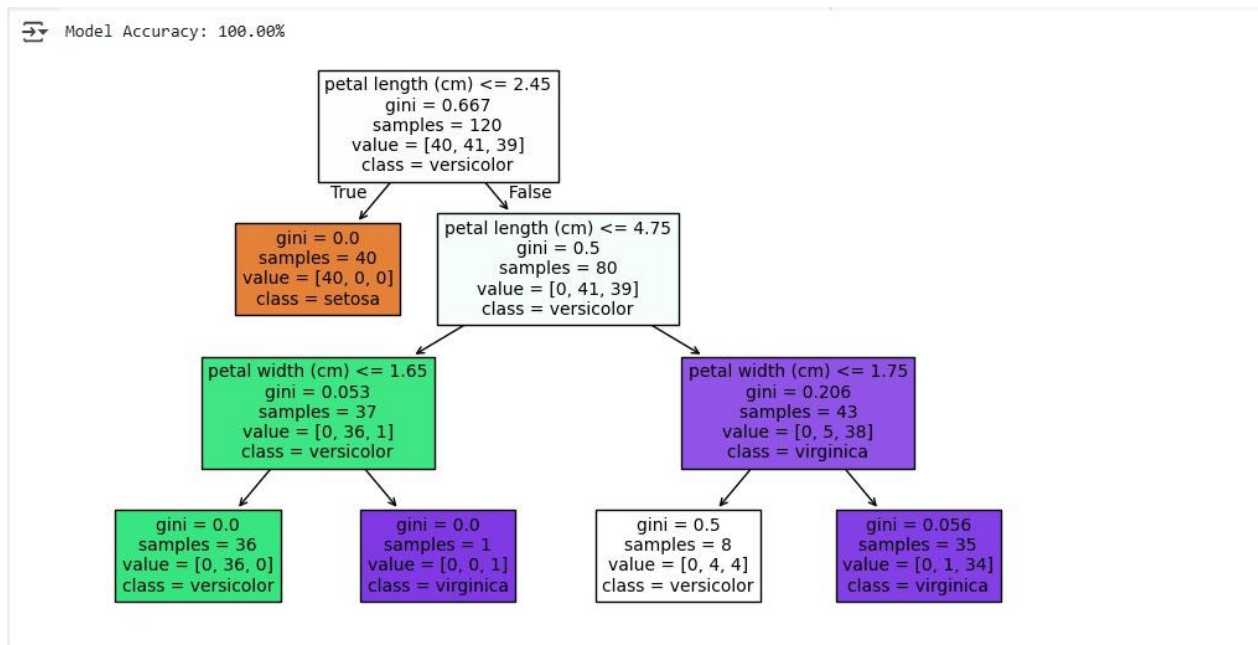 Model Accuracy: 100.00%
petal length (cm) <= 2.45
gini = 0.667
samples = 120
value = [40, 41, 39]
class = versicolor
True
False
gini = 0.0
samples = 40
value = [40, 0, 0]
class = setosa
petal length (cm) <= 4.75
gini = 0.5
samples = 80
value = [0, 41, 39]
class = versicolor
petal width (cm) <= 1.65
gini = 0.053
samples = 37
value = [0, 36, 1]
class = versicolor
petal width (cm) <= 1.75
gini = 0.206
samples = 43
value = [0, 5, 38]
class = virginica
gini = 0.0
samples = 36
value = [0, 36, 0]
class = versicolor
gini = 0.0
samples = 1
value = [0, 0, 1]
class = virginica
gini = 0.5
samples = 8
value = [0, 4, 4]
class = versicolor
gini = 0.056
samples = 35
value = [0, 1, 34]
class = virginica